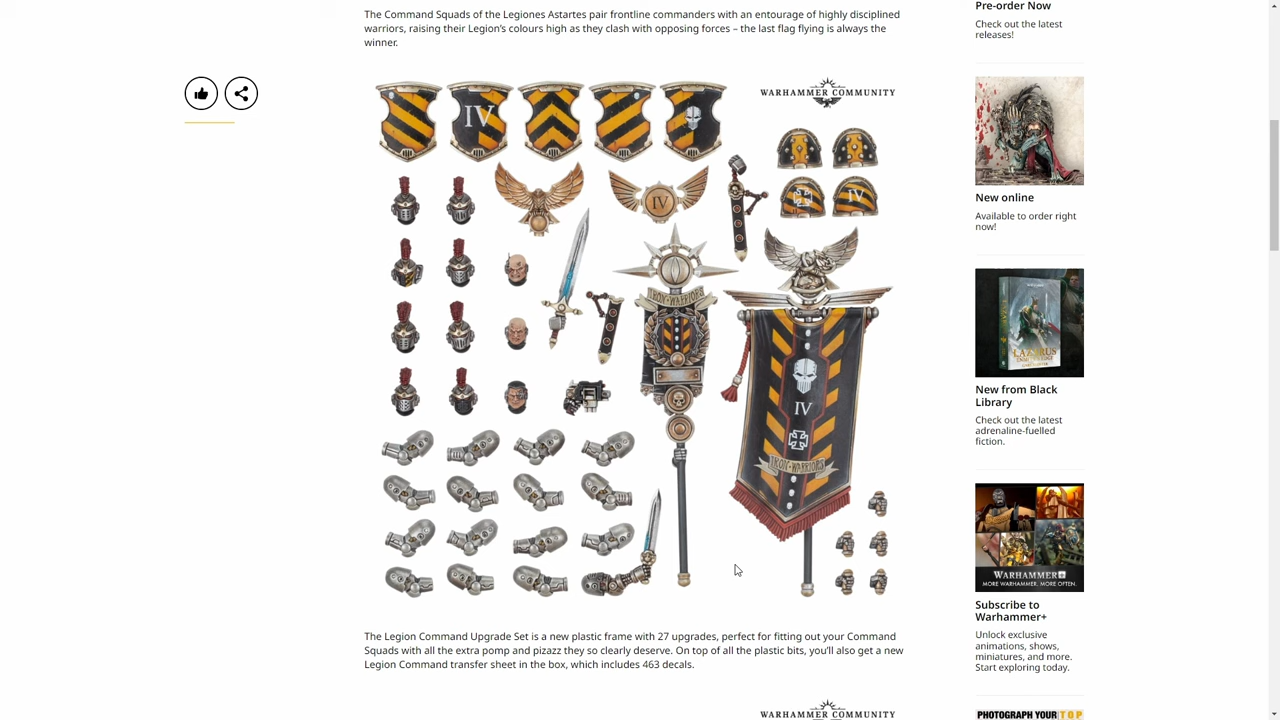 The Command Squads of the Legiones Astartes pair frontline commanders with an entourage of highly disciplined
warriors, raising their Legion's colours high as they clash with opposing forces – the last flag flying is always the
winner.
WARHAMMER COMMUNITY
IV
IV
IV
IRON WARRIORS
IV
IRON WARRIORS
The Legion Command Upgrade Set is a new plastic frame with 27 upgrades, perfect for fitting out your Command
Squads with all the extra pomp and pizazz they so clearly deserve. On top of all the plastic bits, you'll also get a new
Legion Command transfer sheet in the box, which includes 463 decals.
WARHAMMER COMMUNITY
Pre-order Now
Check out the latest
releases!
New online
Available to order right
now!
LAZARUS
New from Black
Library
Check out the latest
adrenaline-fuelled
fiction.
WARHAMMER+
MORE WARHAMMER. MORE OFTEN.
Subscribe to
Warhammer+
Unlock exclusive
animations, shows,
miniatures, and more.
Start exploring today.
PHOTOGRAPH YOUR TOP